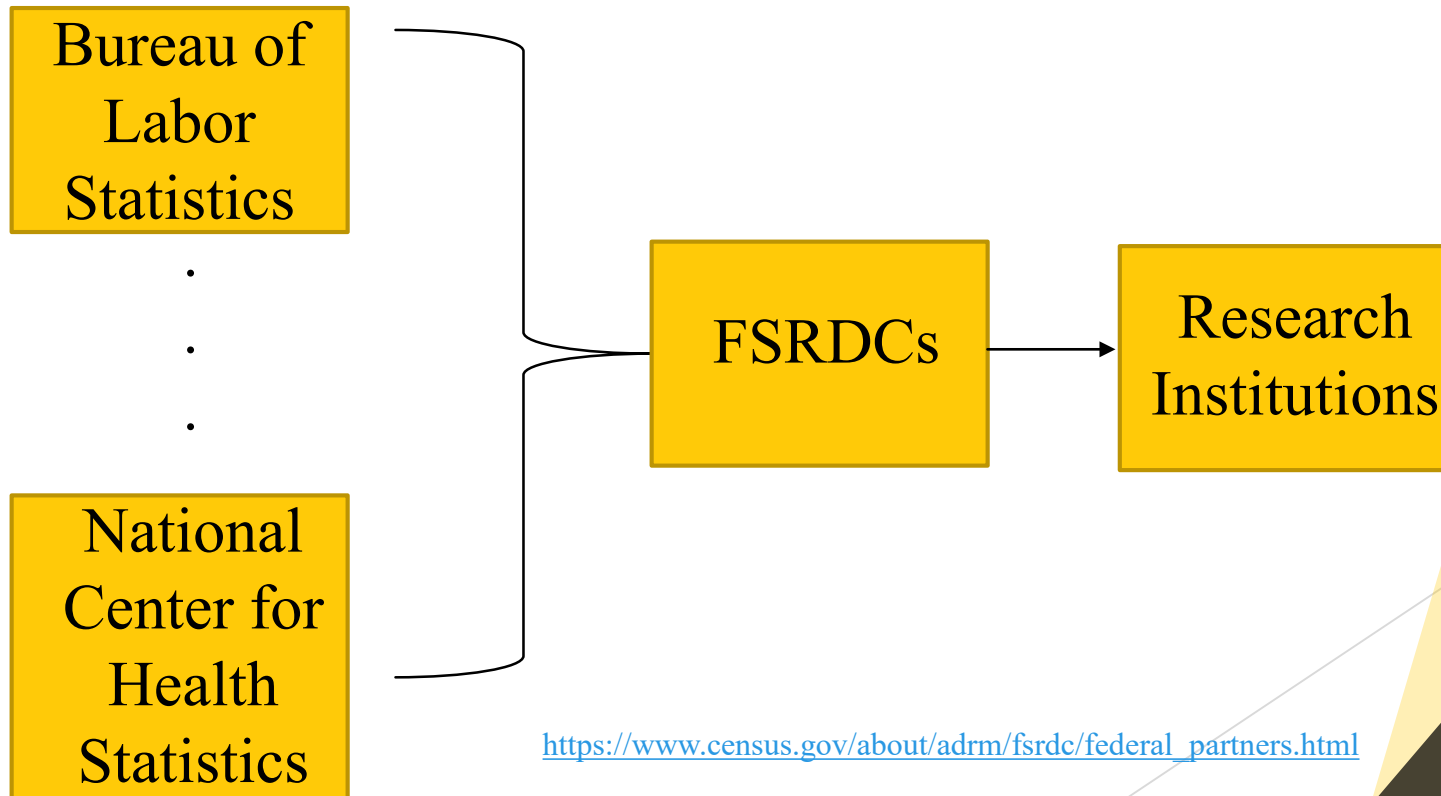 Bureau of
Labor
Statistics
.
.
.
National
Center for
Health
Statistics
FSRDCs
Research
Institutions
https://www.census.gov/about/adrm/fsrdc/federal_partners.html